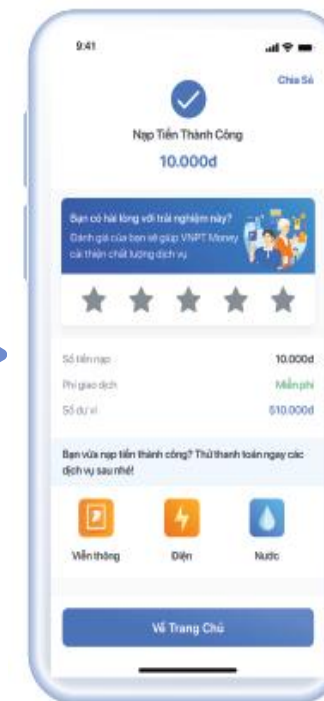 9:41
Chia Sẻ
Nạp Tiền Thành Công
10.000đ
Bạn có hài lòng với trải nghiệm này?
Đánh giá của bạn sẽ giúp VNPT Money
cải thiện chất lượng dịch vụ
Số tiền nạp 10.000đ
Phí giao dịch Miễn phí
Số dư ví 510.000đ
Bạn vừa nạp tiền thành công? Thử thanh toán ngay các
dịch vụ sau nhé!
Viễn thông Điện Nước
Về Trang Chủ